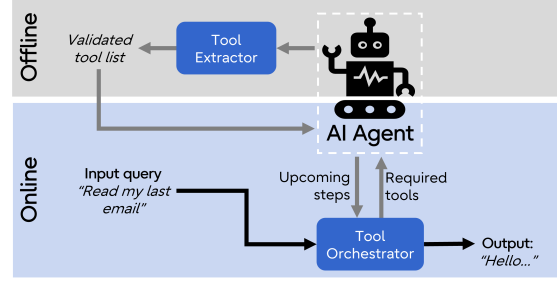 Offline
Validated
tool list
Tool
Extractor
AI Agent
Online
Input query
“Read my last
email”
Upcoming
steps
Required
tools
Tool
Orchestrator
Output:
“Hello...”